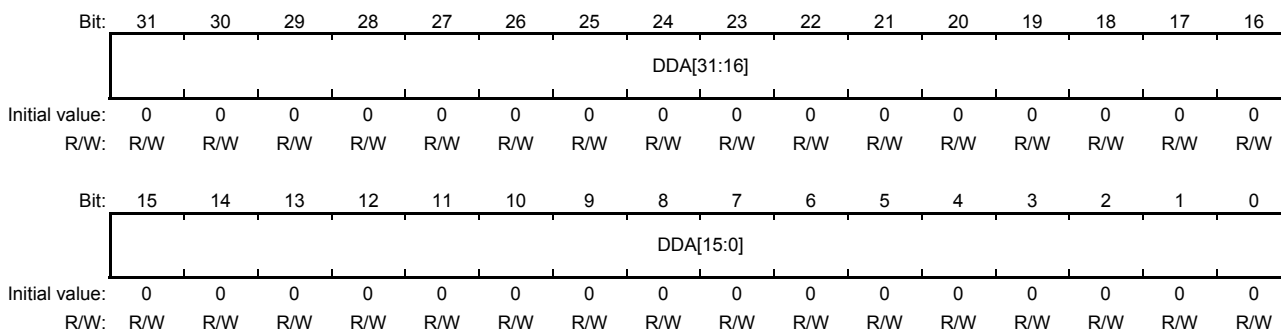 Bit: 31 30 29 28 27 26 25 24 23 22 21 20 19 18 17 16
DDA[31:16]
Initial value: 0 0 0 0 0 0 0 0 0 0 0 0 0 0 0 0
R/W: R/W R/W R/W R/W R/W R/W R/W R/W R/W R/W R/W R/W R/W R/W R/W R/W
Bit: 15 14 13 12 11 10 9 8 7 6 5 4 3 2 1 0
DDA[15:0]
Initial value: 0 0 0 0 0 0 0 0 0 0 0 0 0 0 0 0
R/W: R/W R/W R/W R/W R/W R/W R/W R/W R/W R/W R/W R/W R/W R/W R/W R/W